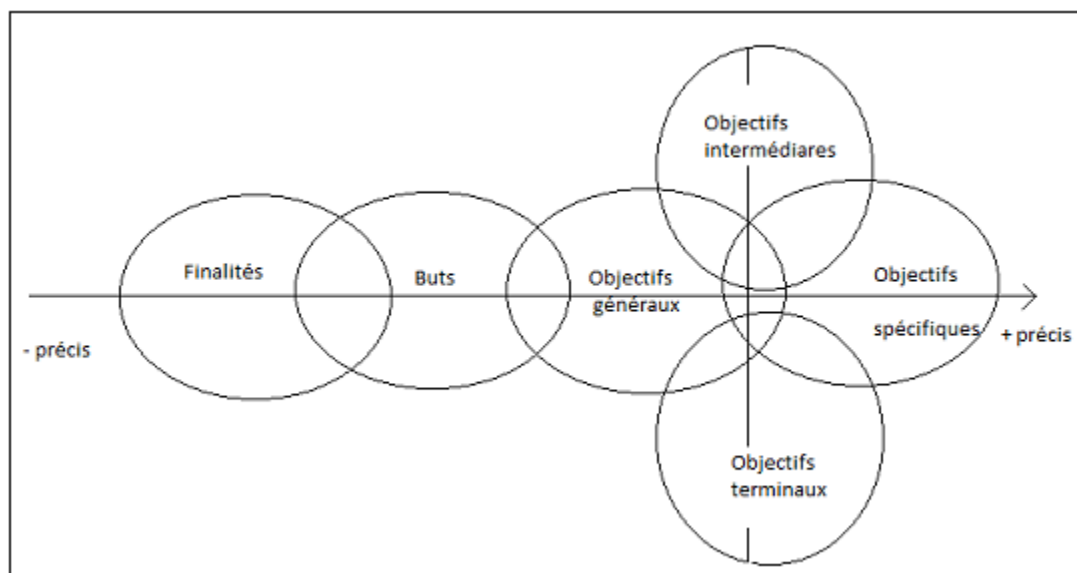 Objectifs
intermédiares
Finalités
Buts
Objectifs
généraux
Objectifs
spécifiques
- précis
+ précis
Objectifs
terminaux